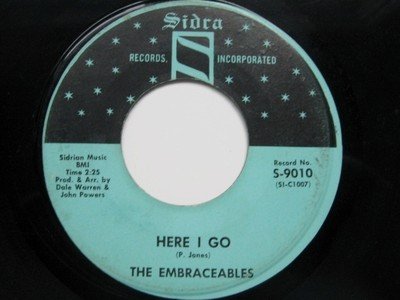 Sidra
RECORDS, INCORPORATED
S
Sidrian Music
BMI
Time 2:25
Prod. & Arr. by
Dale Warren &
John Powers
Record No.
S-9010
(S1-C1007)
HERE I GO
(P. Jones)
THE EMBRACEABLES